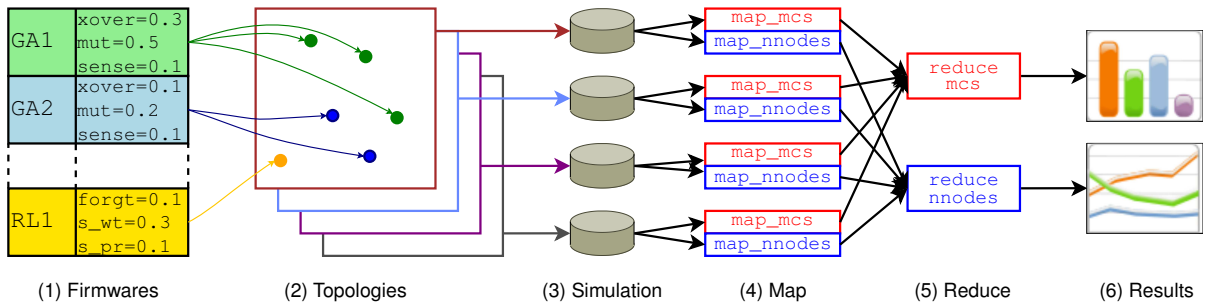 GA1
xover=0.3
mut=0.5
sense=0.1
GA2
xover=0.1
mut=0.2
sense=0.1
RL1
forgt=0.1
s_wt=0.3
s_pr=0.1
map_mcs
map_nnodes
map_mcs
map_nnodes
map_mcs
map_nnodes
map_mcs
map_nnodes
reduce
mcs
reduce
nnodes
(1) Firmwares
(2) Topologies
(3) Simulation
(4) Map
(5) Reduce
(6) Results